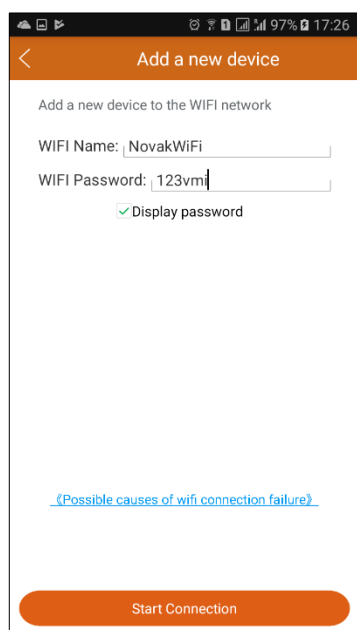 97% 17:26
Add a new device
Add a new device to the WIFI network
WIFI Name: NovakWiFi
WIFI Password: 123vmi
Display password
《Possible causes of wifi connection failure》
Start Connection